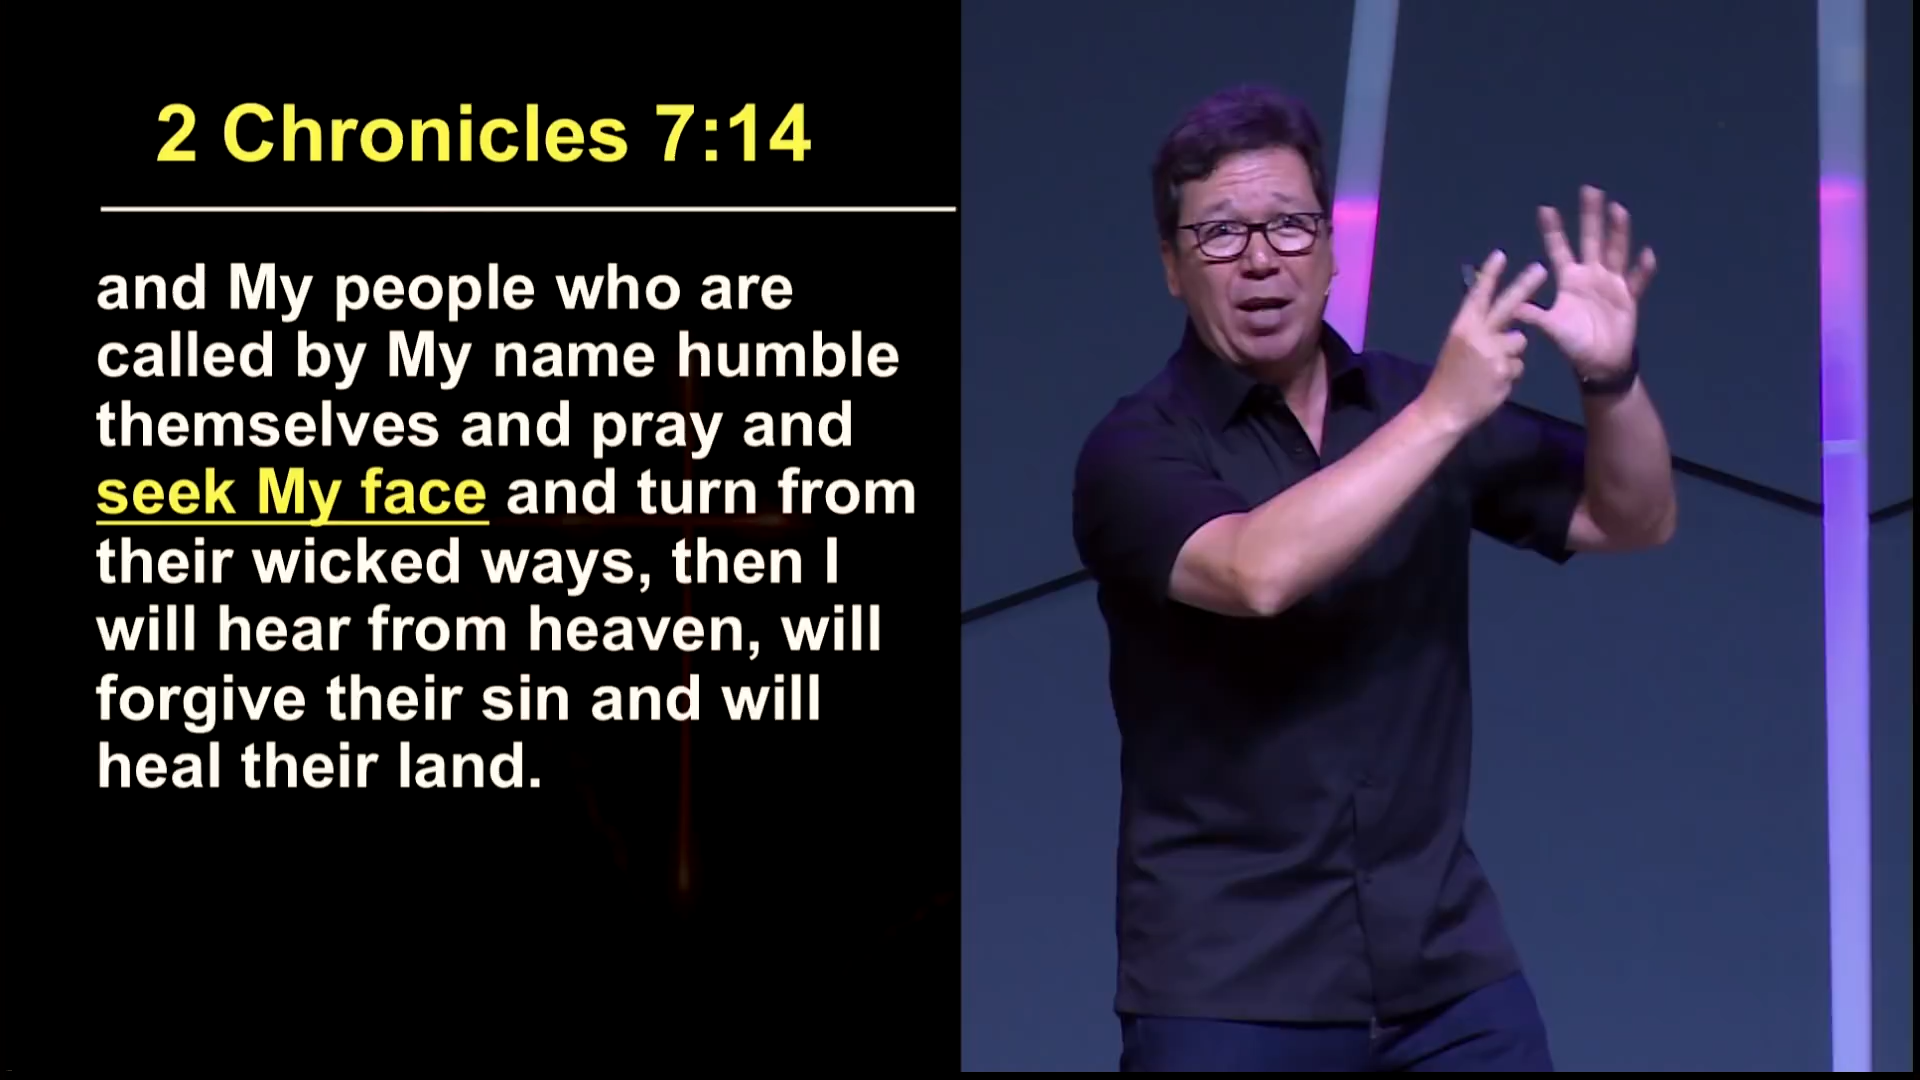 2 Chronicles 7:14
and My people who are
called by My name humble
themselves and pray and
seek My face and turn from
their wicked ways, then I
will hear from heaven, will
forgive their sin and will
heal their land.